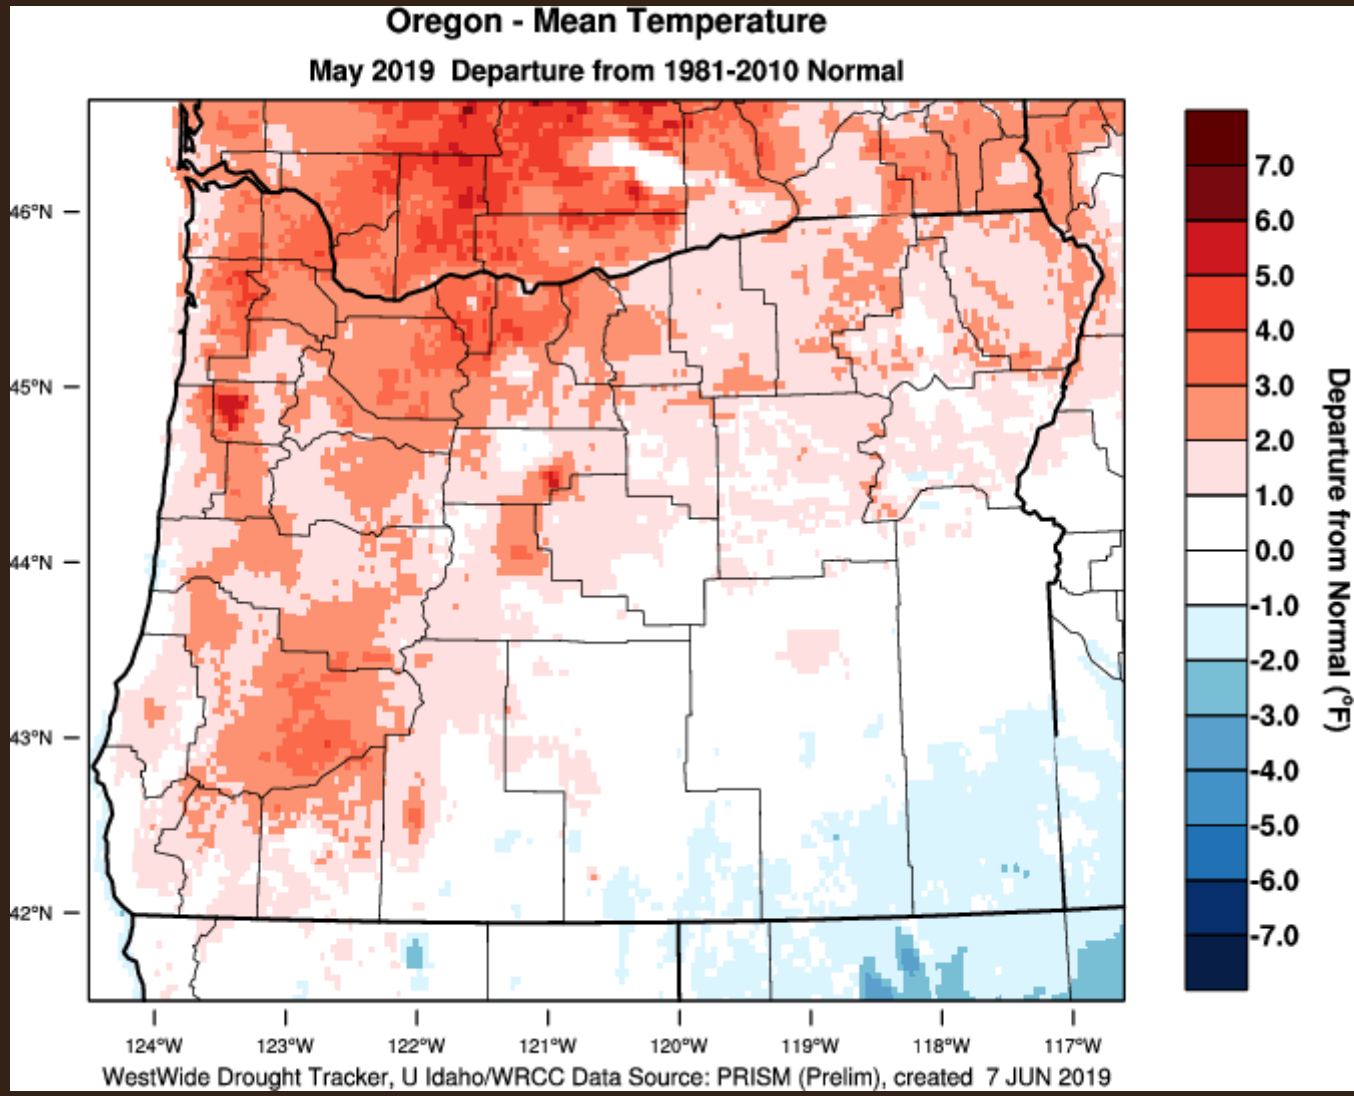 Oregon - Mean Temperature
May 2019  Departure from 1981-2010 Normal
46°N
45°N
44°N
43°N
42°N
124°W
123°W
122°W
121°W
120°W
119°W
118°W
117°W
7.0
6.0
5.0
4.0
3.0
2.0
1.0
0.0
-1.0
-2.0
-3.0
-4.0
-5.0
-6.0
-7.0
Departure from Normal (°F)
WestWide Drought Tracker, U Idaho/WRCC Data Source: PRISM (Prelim), created  7 JUN 2019